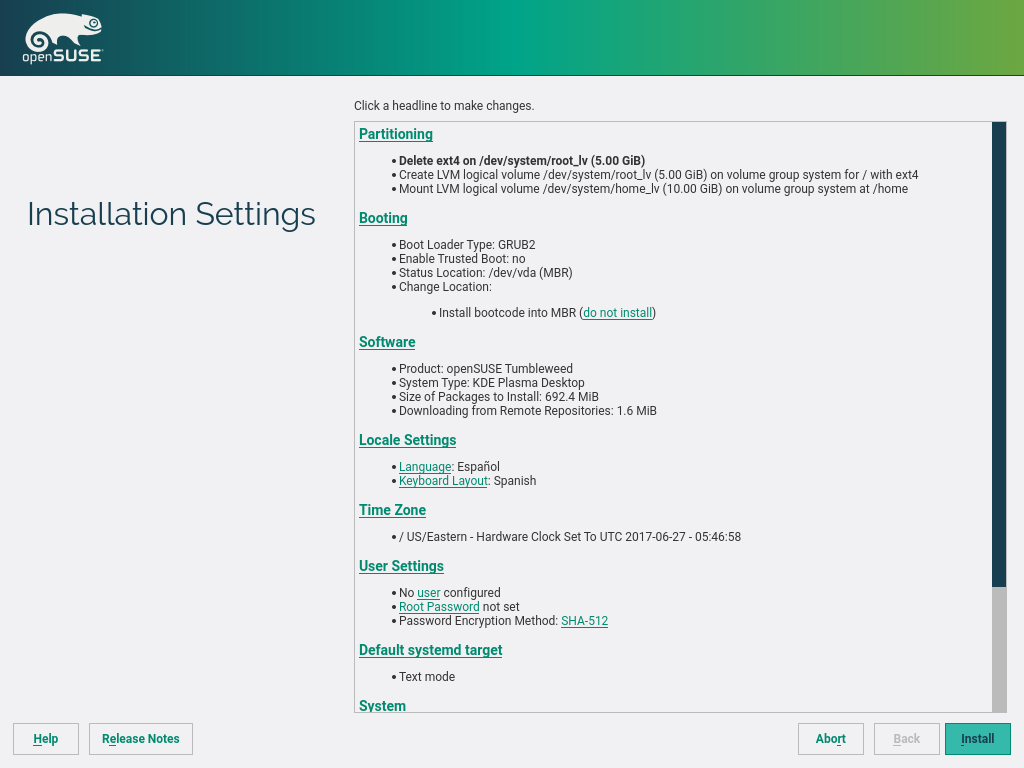 openSUSE
Click a headline to make changes.
Installation Settings
Partitioning
Delete ext4 on /dev/system/root_lv (5.00 GiB)
Create LVM logical volume /dev/system/root_lv (5.00 GiB) on volume group system for / with ext4
Mount LVM logical volume /dev/system/home_lv (10.00 GiB) on volume group system at /home
Booting
Boot Loader Type: GRUB2
Enable Trusted Boot: no
Status Location: /dev/vda (MBR)
Change Location:
Install bootcode into MBR (do not install)
Software
Product: openSUSE Tumbleweed
System Type: KDE Plasma Desktop
Size of Packages to Install: 692.4 MiB
Downloading from Remote Repositories: 1.6 MiB
Locale Settings
Language: Español
Keyboard Layout: Spanish
Time Zone
/ US/Eastern - Hardware Clock Set To UTC 2017-06-27 - 05:46:58
User Settings
No user configured
Root Password not set
Password Encryption Method: SHA-512
Default systemd target
Text mode
System
Help
Release Notes
Abort
Back
Install